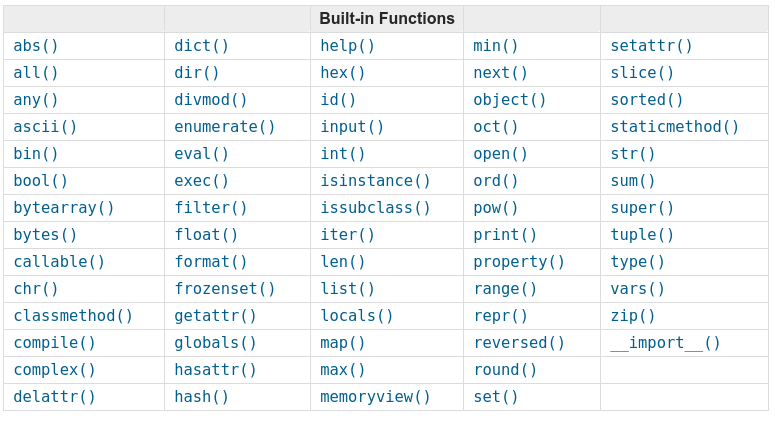 Built-in Functions
abs() dict() help() min() setattr()
all() dir() hex() next() slice()
any() divmod() id() object() sorted()
ascii() enumerate() input() oct() staticmethod()
bin() eval() int() open() str()
bool() exec() isinstance() ord() sum()
bytearray() filter() issubclass() pow() super()
bytes() float() iter() print() tuple()
callable() format() len() property() type()
chr() frozenset() list() range() vars()
classmethod() getattr() locals() repr() zip()
compile() globals() map() reversed() __import__()
complex() hasattr() max() round()
delattr() hash() memoryview() set()